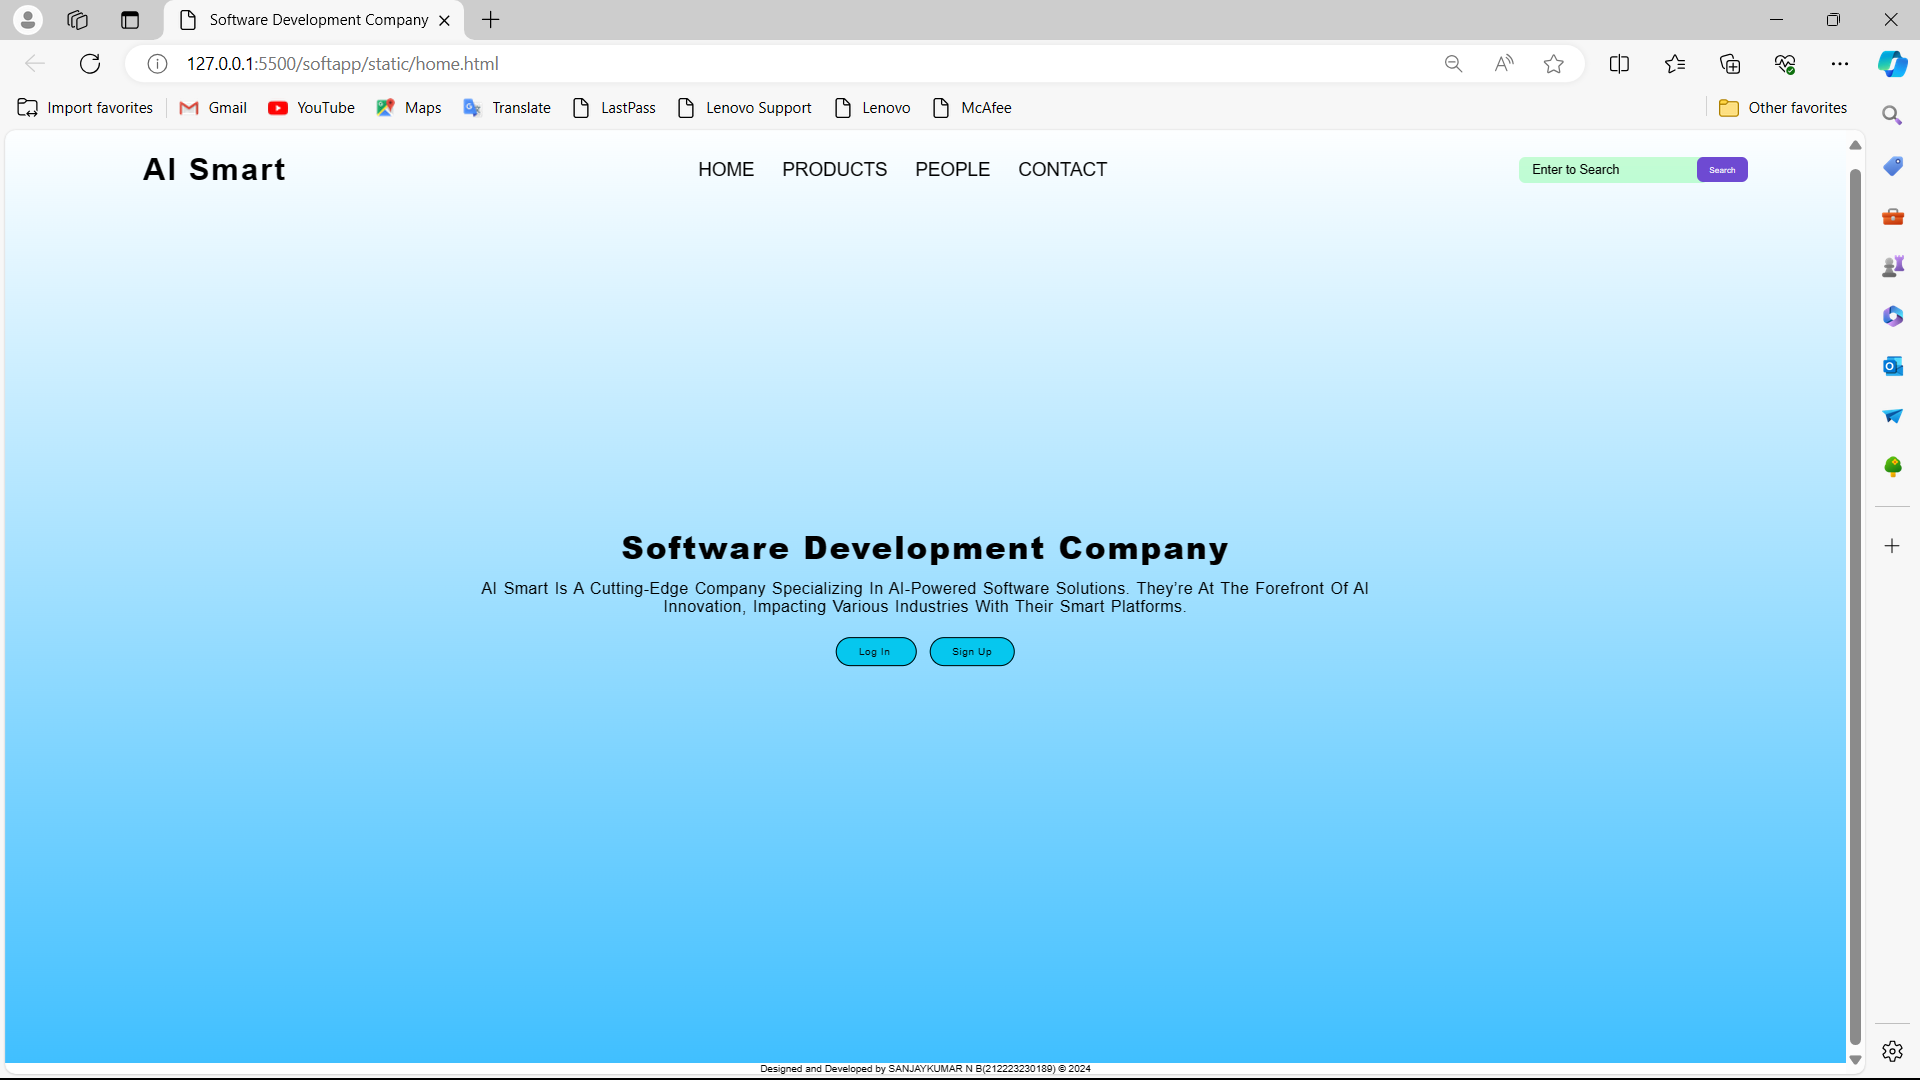 Software Development Company
127.0.0.1:5500/softapp/static/home.html
Import favorites Gmail YouTube Maps Translate LastPass Lenovo Support Lenovo McAfee Other favorites
AI Smart HOME PRODUCTS PEOPLE CONTACT Enter to Search Search
Software Development Company
AI Smart Is A Cutting-Edge Company Specializing In AI-Powered Software Solutions. They’re At The Forefront Of AI
Innovation, Impacting Various Industries With Their Smart Platforms.
Log In Sign Up
Designed and Developed by SANJAYKUMAR N B(212223230189) © 2024